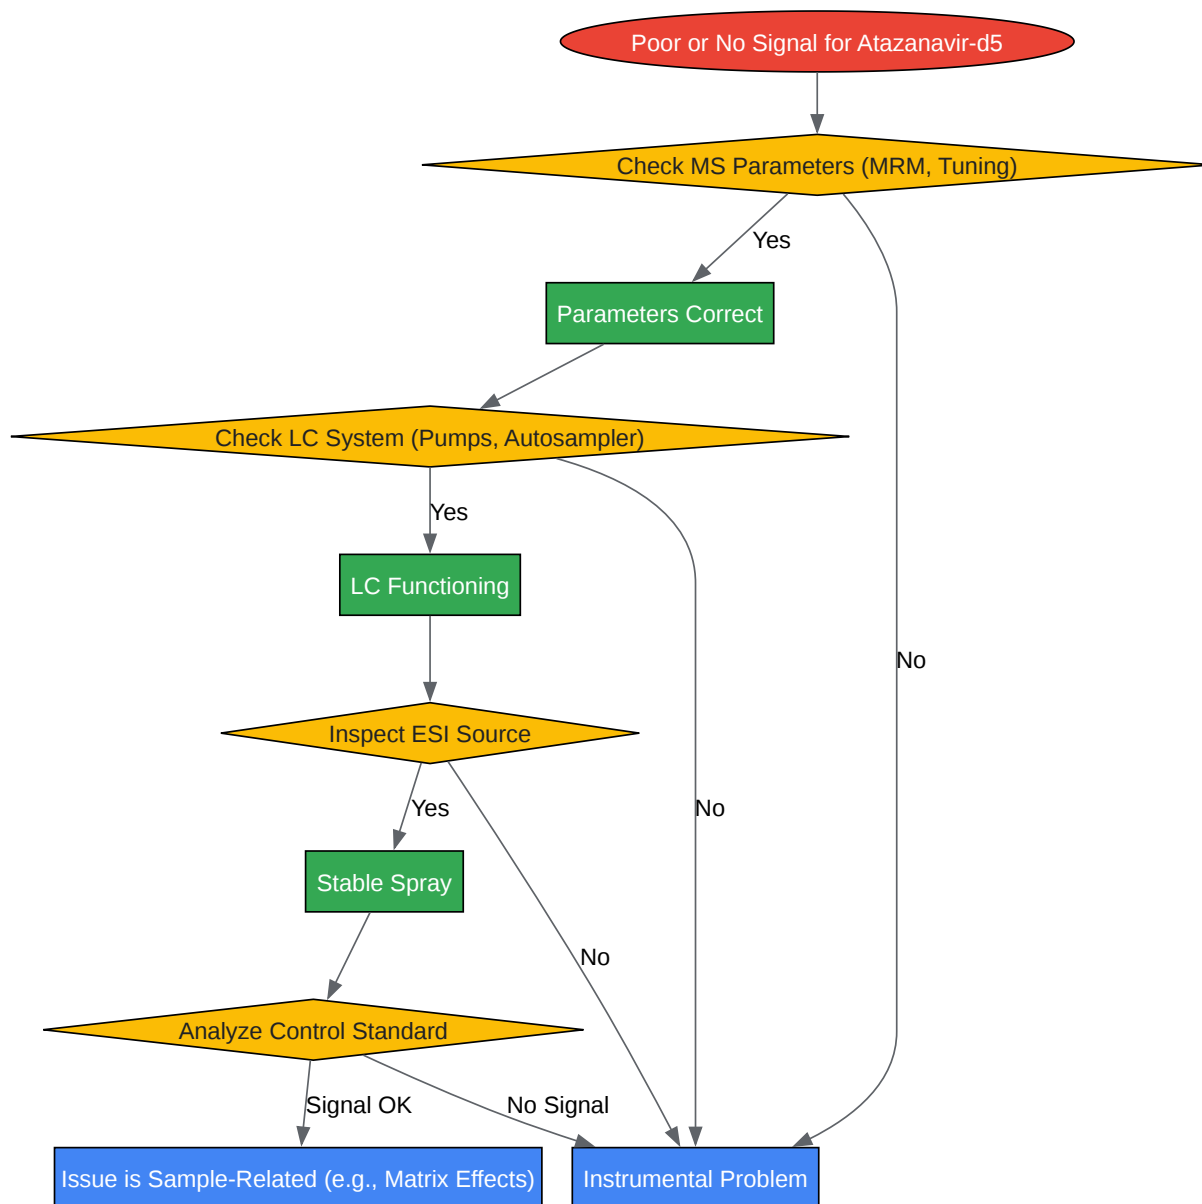 Poor or No Signal for Atazanavir-d5
Check MS Parameters (MRM, Tuning)
Yes
Parameters Correct
Check LC System (Pumps, Autosampler)
Yes
LC Functioning
No
Inspect ESI Source
Yes
No
Stable Spray
No
Analyze Control Standard
Signal OK
No Signal
Issue is Sample-Related (e.g., Matrix Effects)
Instrumental Problem